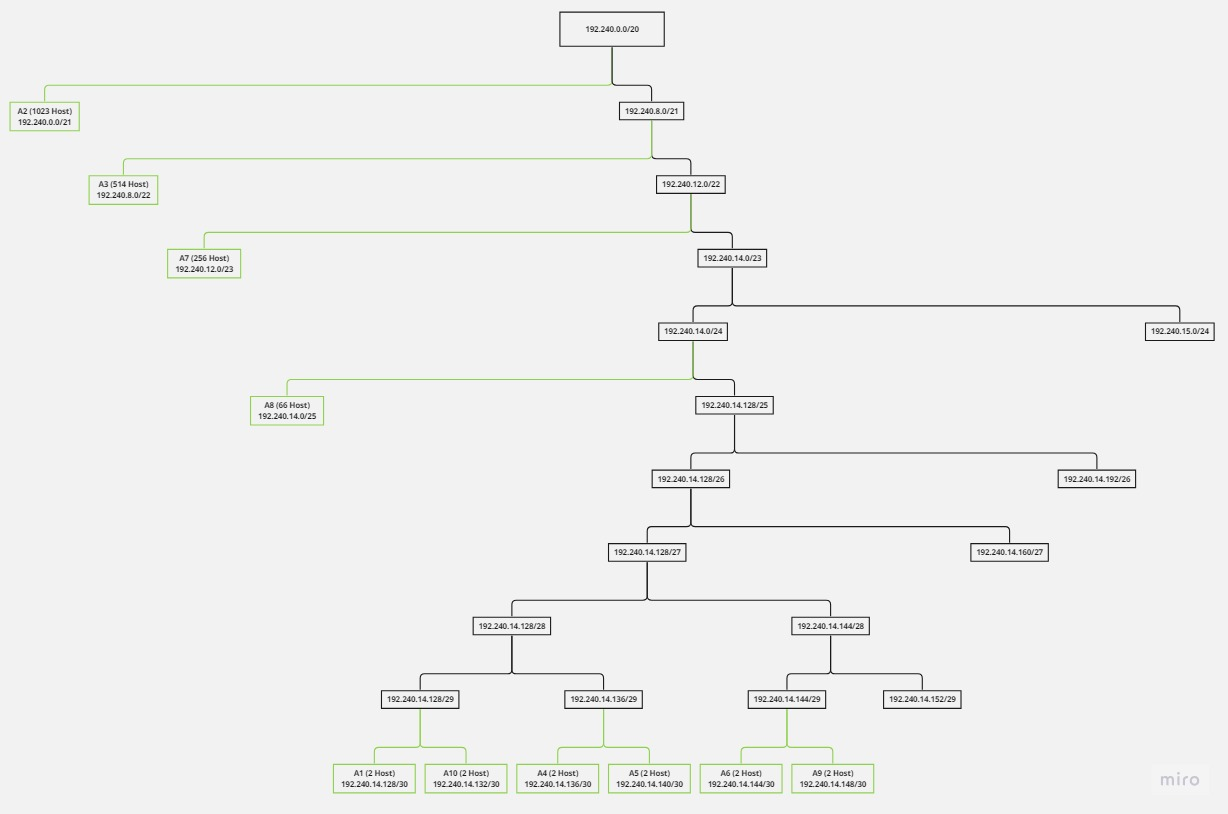 192.240.0.0/20
A2 (1023 Host)
192.240.0.0/21
192.240.8.0/21
A3 (514 Host)
192.240.8.0/22
192.240.12.0/22
A7 (256 Host)
192.240.12.0/23
192.240.14.0/23
192.240.14.0/24
192.240.15.0/24
A8 (66 Host)
192.240.14.0/25
192.240.14.128/25
192.240.14.128/26
192.240.14.192/26
192.240.14.128/27
192.240.14.160/27
192.240.14.128/28
192.240.14.144/28
192.240.14.128/29
192.240.14.136/29
192.240.14.144/29
192.240.14.152/29
A1 (2 Host)
192.240.14.128/30
A10 (2 Host)
192.240.14.132/30
A4 (2 Host)
192.240.14.136/30
A5 (2 Host)
192.240.14.140/30
A6 (2 Host)
192.240.14.144/30
A9 (2 Host)
192.240.14.148/30
miro